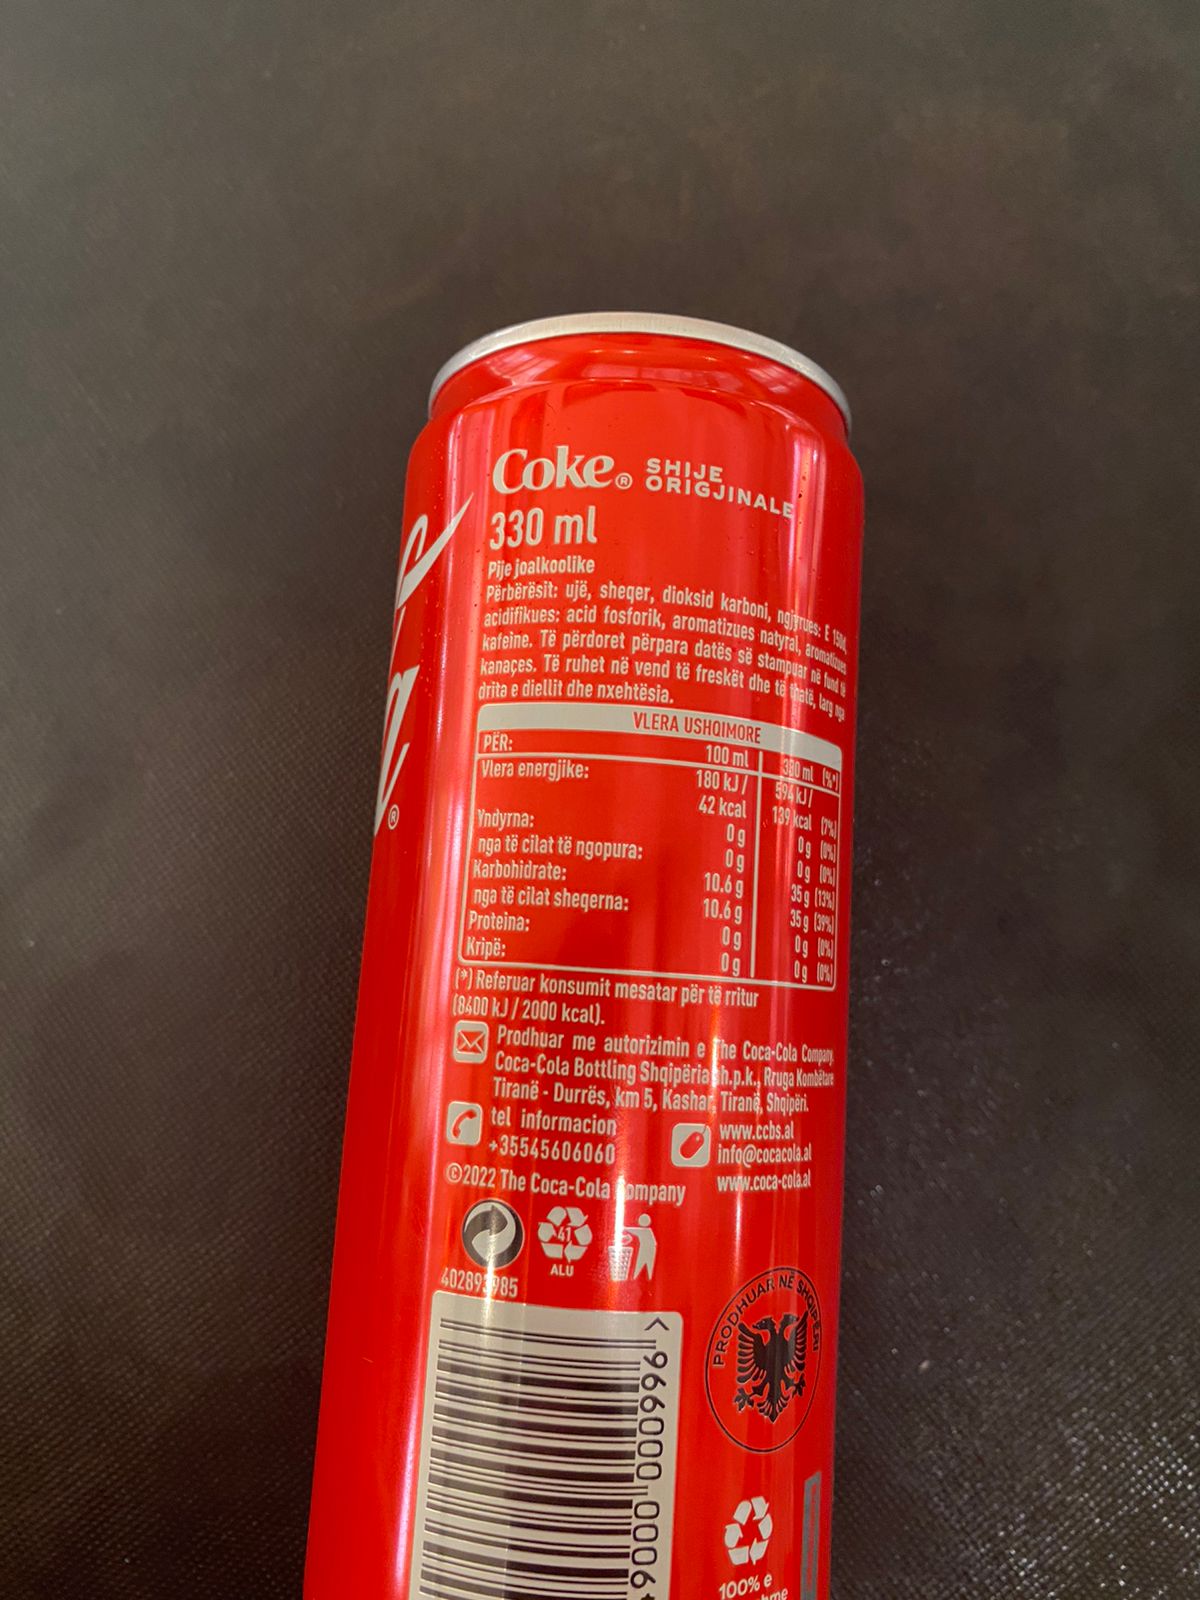 Coke® SHIJE
ORIGJINALE
330 ml
Pije joalkoolike
Përbërësit: ujë, sheqer, dioksid karboni, ngjyrues: E 150d,
acidifikues: acid fosforik, aromatizues natyral, aromatizues
kafeinë. Të përdoret përpara datës së stampuar në fund të
kanaçes. Të ruhet në vend të freskët dhe të thatë, larg nga
drita e diellit dhe nxehtësia.
VLERA USHQIMORE
PËR: 100 ml 330 ml (%*)
Vlera energjike: 180 kJ / 594 kJ /
42 kcal 139 kcal (7%)
Yndyrna: 0 g 0 g (0%)
nga të cilat të ngopura: 0 g 0 g (0%)
Karbohidrate: 10.6 g 35 g (13%)
nga të cilat sheqerna: 10.6 g 35 g (39%)
Proteina: 0 g 0 g (0%)
Kripë: 0 g 0 g (0%)
(*) Referuar konsumit mesatar për të rritur
(8400 kJ / 2000 kcal).
Prodhuar me autorizimin e The Coca-Cola Company.
Coca-Cola Bottling Shqipëria sh.p.k., Rruga Kombëtare
Tiranë - Durrës, km 5, Kashar, Tiranë, Shqipëri.
tel informacion
+35545606060
www.ccbs.al
info@cocacola.al
www.coca-cola.al
©2022 The Coca-Cola Company
41
ALU
PRODHUAR NË SHQIPËRI
100% e